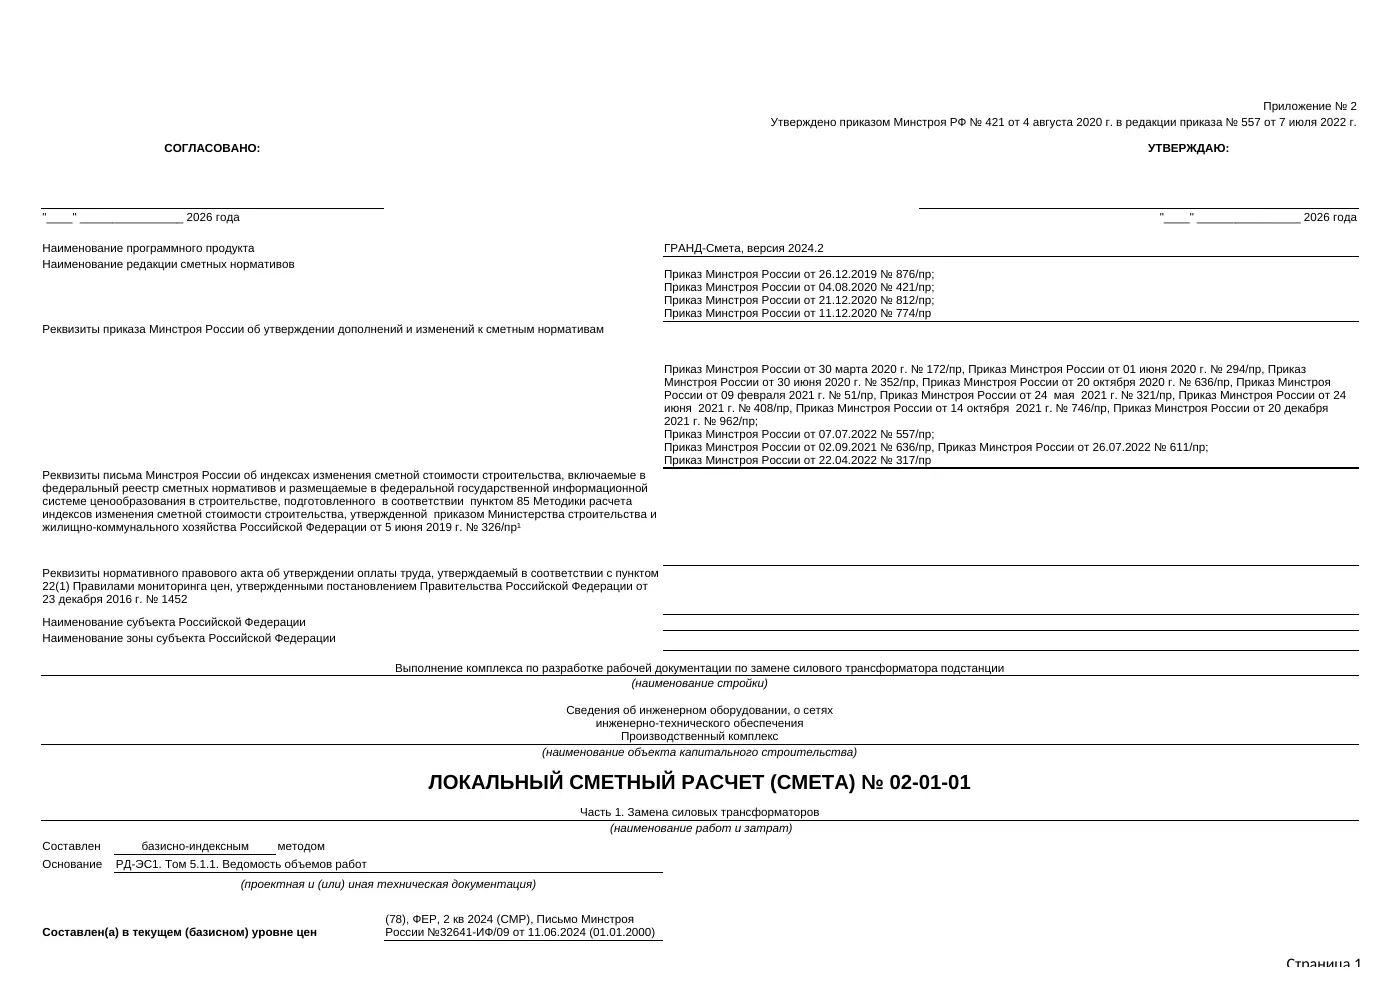 Приложение № 2
Утверждено приказом Минстроя РФ № 421 от 4 августа 2020 г. в редакции приказа № 557 от 7 июля 2022 г.
СОГЛАСОВАНО:
УТВЕРЖДАЮ:
"____" ________________ 2026 года
"____" ________________ 2026 года
Наименование программного продукта
ГРАНД-Смета, версия 2024.2
Наименование редакции сметных нормативов
Приказ Минстроя России от 26.12.2019 № 876/пр;
Приказ Минстроя России от 04.08.2020 № 421/пр;
Приказ Минстроя России от 21.12.2020 № 812/пр;
Приказ Минстроя России от 11.12.2020 № 774/пр
Реквизиты приказа Минстроя России об утверждении дополнений и изменений к сметным нормативам
Приказ Минстроя России от 30 марта 2020 г. № 172/пр, Приказ Минстроя России от 01 июня 2020 г. № 294/пр, Приказ
Минстроя России от 30 июня 2020 г. № 352/пр, Приказ Минстроя России от 20 октября 2020 г. № 636/пр, Приказ Минстроя
России от 09 февраля 2021 г. № 51/пр, Приказ Минстроя России от 24  мая  2021 г. № 321/пр, Приказ Минстроя России от 24
июня  2021 г. № 408/пр, Приказ Минстроя России от 14 октября  2021 г. № 746/пр, Приказ Минстроя России от 20 декабря
2021 г. № 962/пр;
Приказ Минстроя России от 07.07.2022 № 557/пр;
Приказ Минстроя России от 02.09.2021 № 636/пр, Приказ Минстроя России от 26.07.2022 № 611/пр;
Приказ Минстроя России от 22.04.2022 № 317/пр
Реквизиты письма Минстроя России об индексах изменения сметной стоимости строительства, включаемые в
федеральный реестр сметных нормативов и размещаемые в федеральной государственной информационной
системе ценообразования в строительстве, подготовленного  в соответствии  пунктом 85 Методики расчета
индексов изменения сметной стоимости строительства, утвержденной  приказом Министерства строительства и
жилищно-коммунального хозяйства Российской Федерации от 5 июня 2019 г. № 326/пр¹
Реквизиты нормативного правового акта об утверждении оплаты труда, утверждаемый в соответствии с пунктом
22(1) Правилами мониторинга цен, утвержденными постановлением Правительства Российской Федерации от
23 декабря 2016 г. № 1452
Наименование субъекта Российской Федерации
Наименование зоны субъекта Российской Федерации
Выполнение комплекса по разработке рабочей документации по замене силового трансформатора подстанции
(наименование стройки)
Сведения об инженерном оборудовании, о сетях
инженерно-технического обеспечения
Производственный комплекс
(наименование объекта капитального строительства)
ЛОКАЛЬНЫЙ СМЕТНЫЙ РАСЧЕТ (СМЕТА) № 02-01-01
Часть 1. Замена силовых трансформаторов
(наименование работ и затрат)
Составлен базисно-индексным методом
Основание РД-ЭС1. Том 5.1.1. Ведомость объемов работ
(проектная и (или) иная техническая документация)
(78), ФЕР, 2 кв 2024 (СМР), Письмо Минстроя
Составлен(а) в текущем (базисном) уровне цен России №32641-ИФ/09 от 11.06.2024 (01.01.2000)
Страница 1